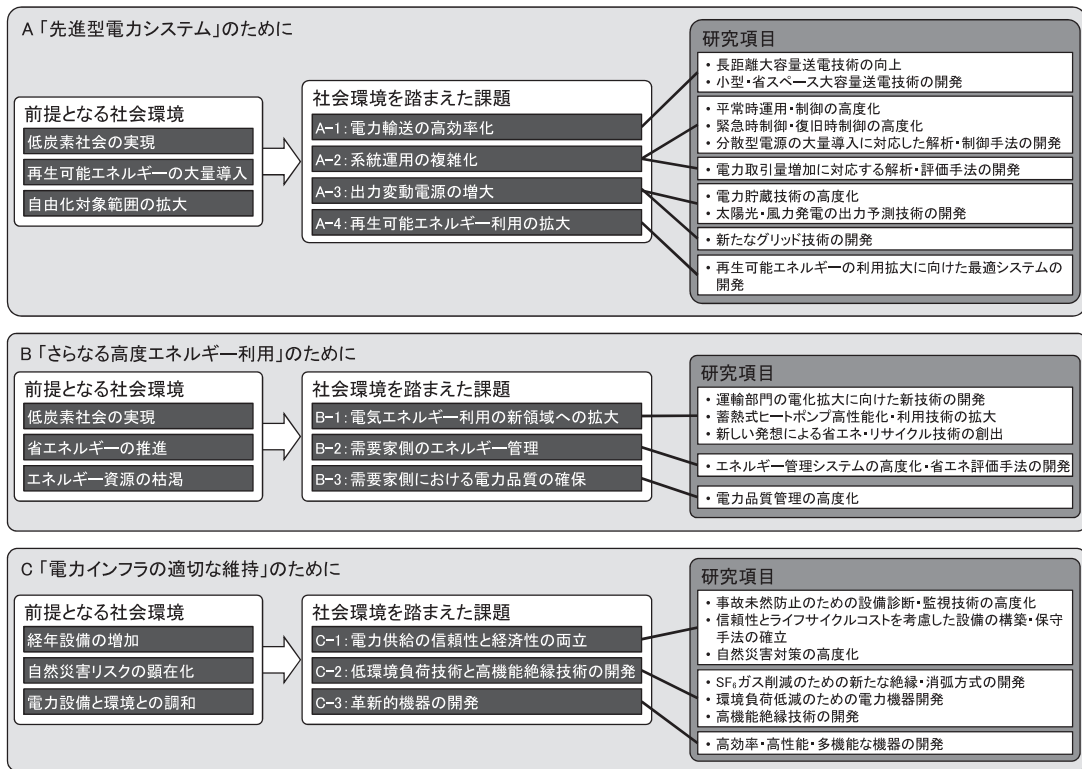 A「先進型電力システム」のために
前提となる社会環境
低炭素社会の実現
再生可能エネルギーの大量導入
自由化対象範囲の拡大
社会環境を踏まえた課題
A-1:電力輸送の高効率化
A-2:系統運用の複雑化
A-3:出力変動電源の増大
A-4:再生可能エネルギー利用の拡大
研究項目
・長距離大容量送電技術の向上
・小型・省スペース大容量送電技術の開発
・平常時運用・制御の高度化
・緊急時制御・復旧時制御の高度化
・分散型電源の大量導入に対応した解析・制御手法の開発
・電力取引量増加に対応する解析・評価手法の開発
・電力貯蔵技術の高度化
・太陽光・風力発電の出力予測技術の開発
・新たなグリッド技術の開発
・再生可能エネルギーの利用拡大に向けた最適システムの
開発
B「さらなる高度エネルギー利用」のために
前提となる社会環境
低炭素社会の実現
省エネルギーの推進
エネルギー資源の枯渇
社会環境を踏まえた課題
B-1:電気エネルギー利用の新領域への拡大
B-2:需要家側のエネルギー管理
B-3:需要家側における電力品質の確保
研究項目
・運輸部門の電化拡大に向けた新技術の開発
・蓄熱式ヒートポンプ高性能化・利用技術の拡大
・新しい発想による省エネ・リサイクル技術の創出
・エネルギー管理システムの高度化・省エネ評価手法の開発
・電力品質管理の高度化
C「電力インフラの適切な維持」のために
前提となる社会環境
経年設備の増加
自然災害リスクの顕在化
電力設備と環境との調和
社会環境を踏まえた課題
C-1:電力供給の信頼性と経済性の両立
C-2:低環境負荷技術と高機能絶縁技術の開発
C-3:革新的機器の開発
研究項目
・事故未然防止のための設備診断・監視技術の高度化
・信頼性とライフサイクルコストを考慮した設備の構築・保守
手法の確立
・自然災害対策の高度化
・SF₆ガス削減のための新たな絶縁・消弧方式の開発
・環境負荷低減のための電力機器開発
・高機能絶縁技術の開発
・高効率・高性能・多機能な機器の開発